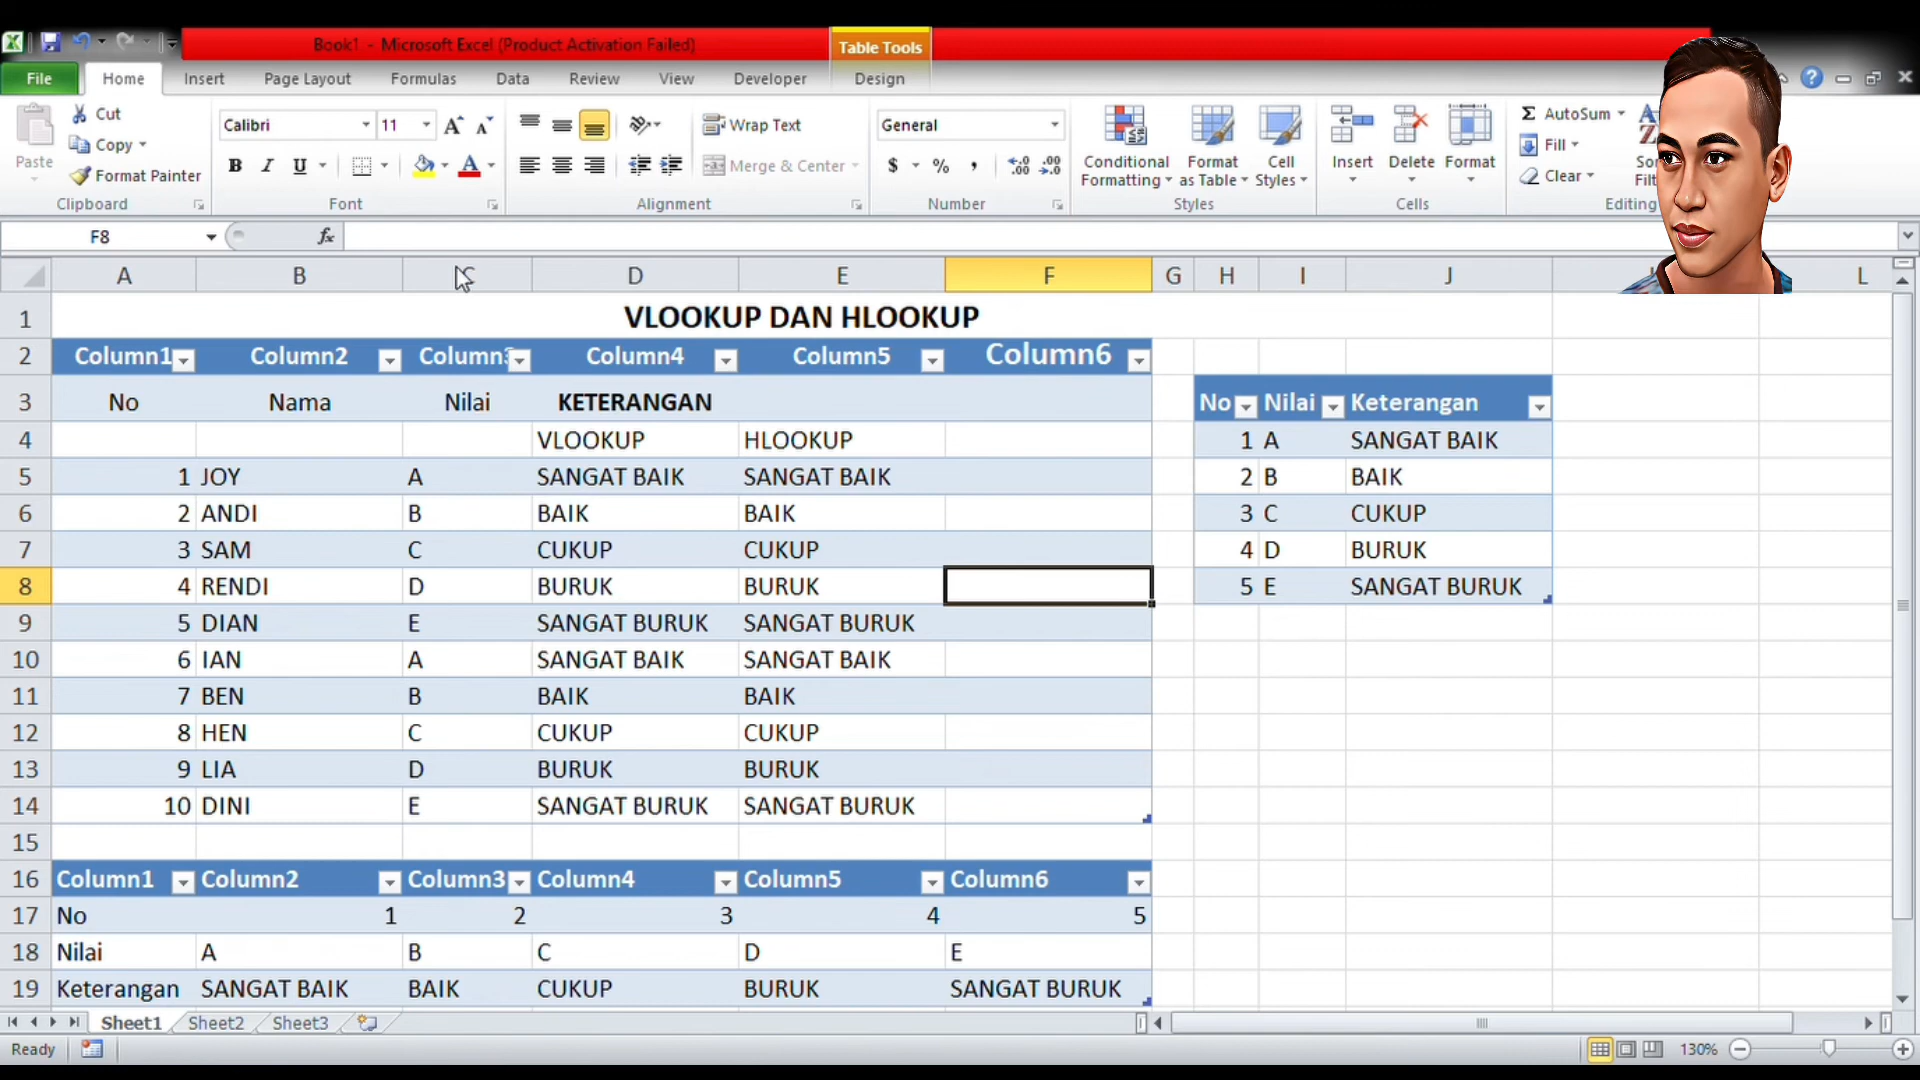 Book1 - Microsoft Excel (Product Activation Failed)
Table Tools
File Home Insert Page Layout Formulas Data Review View Developer Design
Paste Cut Copy Format Painter Clipboard
Calibri 11 Font
Wrap Text Merge & Center Alignment
General $ % , Number
Conditional Formatting Format as Table Cell Styles Styles
Insert Delete Format Cells
Σ AutoSum Fill Clear Editing
F8 fx
A B C D E F G H I J L
1 VLOOKUP DAN HLOOKUP
2 Column1 Column2 Column3 Column4 Column5 Column6
3 No Nama Nilai KETERANGAN No Nilai Keterangan
4 VLOOKUP HLOOKUP 1 A SANGAT BAIK
5 1 JOY A SANGAT BAIK SANGAT BAIK 2 B BAIK
6 2 ANDI B BAIK BAIK 3 C CUKUP
7 3 SAM C CUKUP CUKUP 4 D BURUK
8 4 RENDI D BURUK BURUK 5 E SANGAT BURUK
9 5 DIAN E SANGAT BURUK SANGAT BURUK
10 6 IAN A SANGAT BAIK SANGAT BAIK
11 7 BEN B BAIK BAIK
12 8 HEN C CUKUP CUKUP
13 9 LIA D BURUK BURUK
14 10 DINI E SANGAT BURUK SANGAT BURUK
15
16 Column1 Column2 Column3 Column4 Column5 Column6
17 No 1 2 3 4 5
18 Nilai A B C D E
19 Keterangan SANGAT BAIK BAIK CUKUP BURUK SANGAT BURUK
Sheet1 Sheet2 Sheet3
Ready 130%